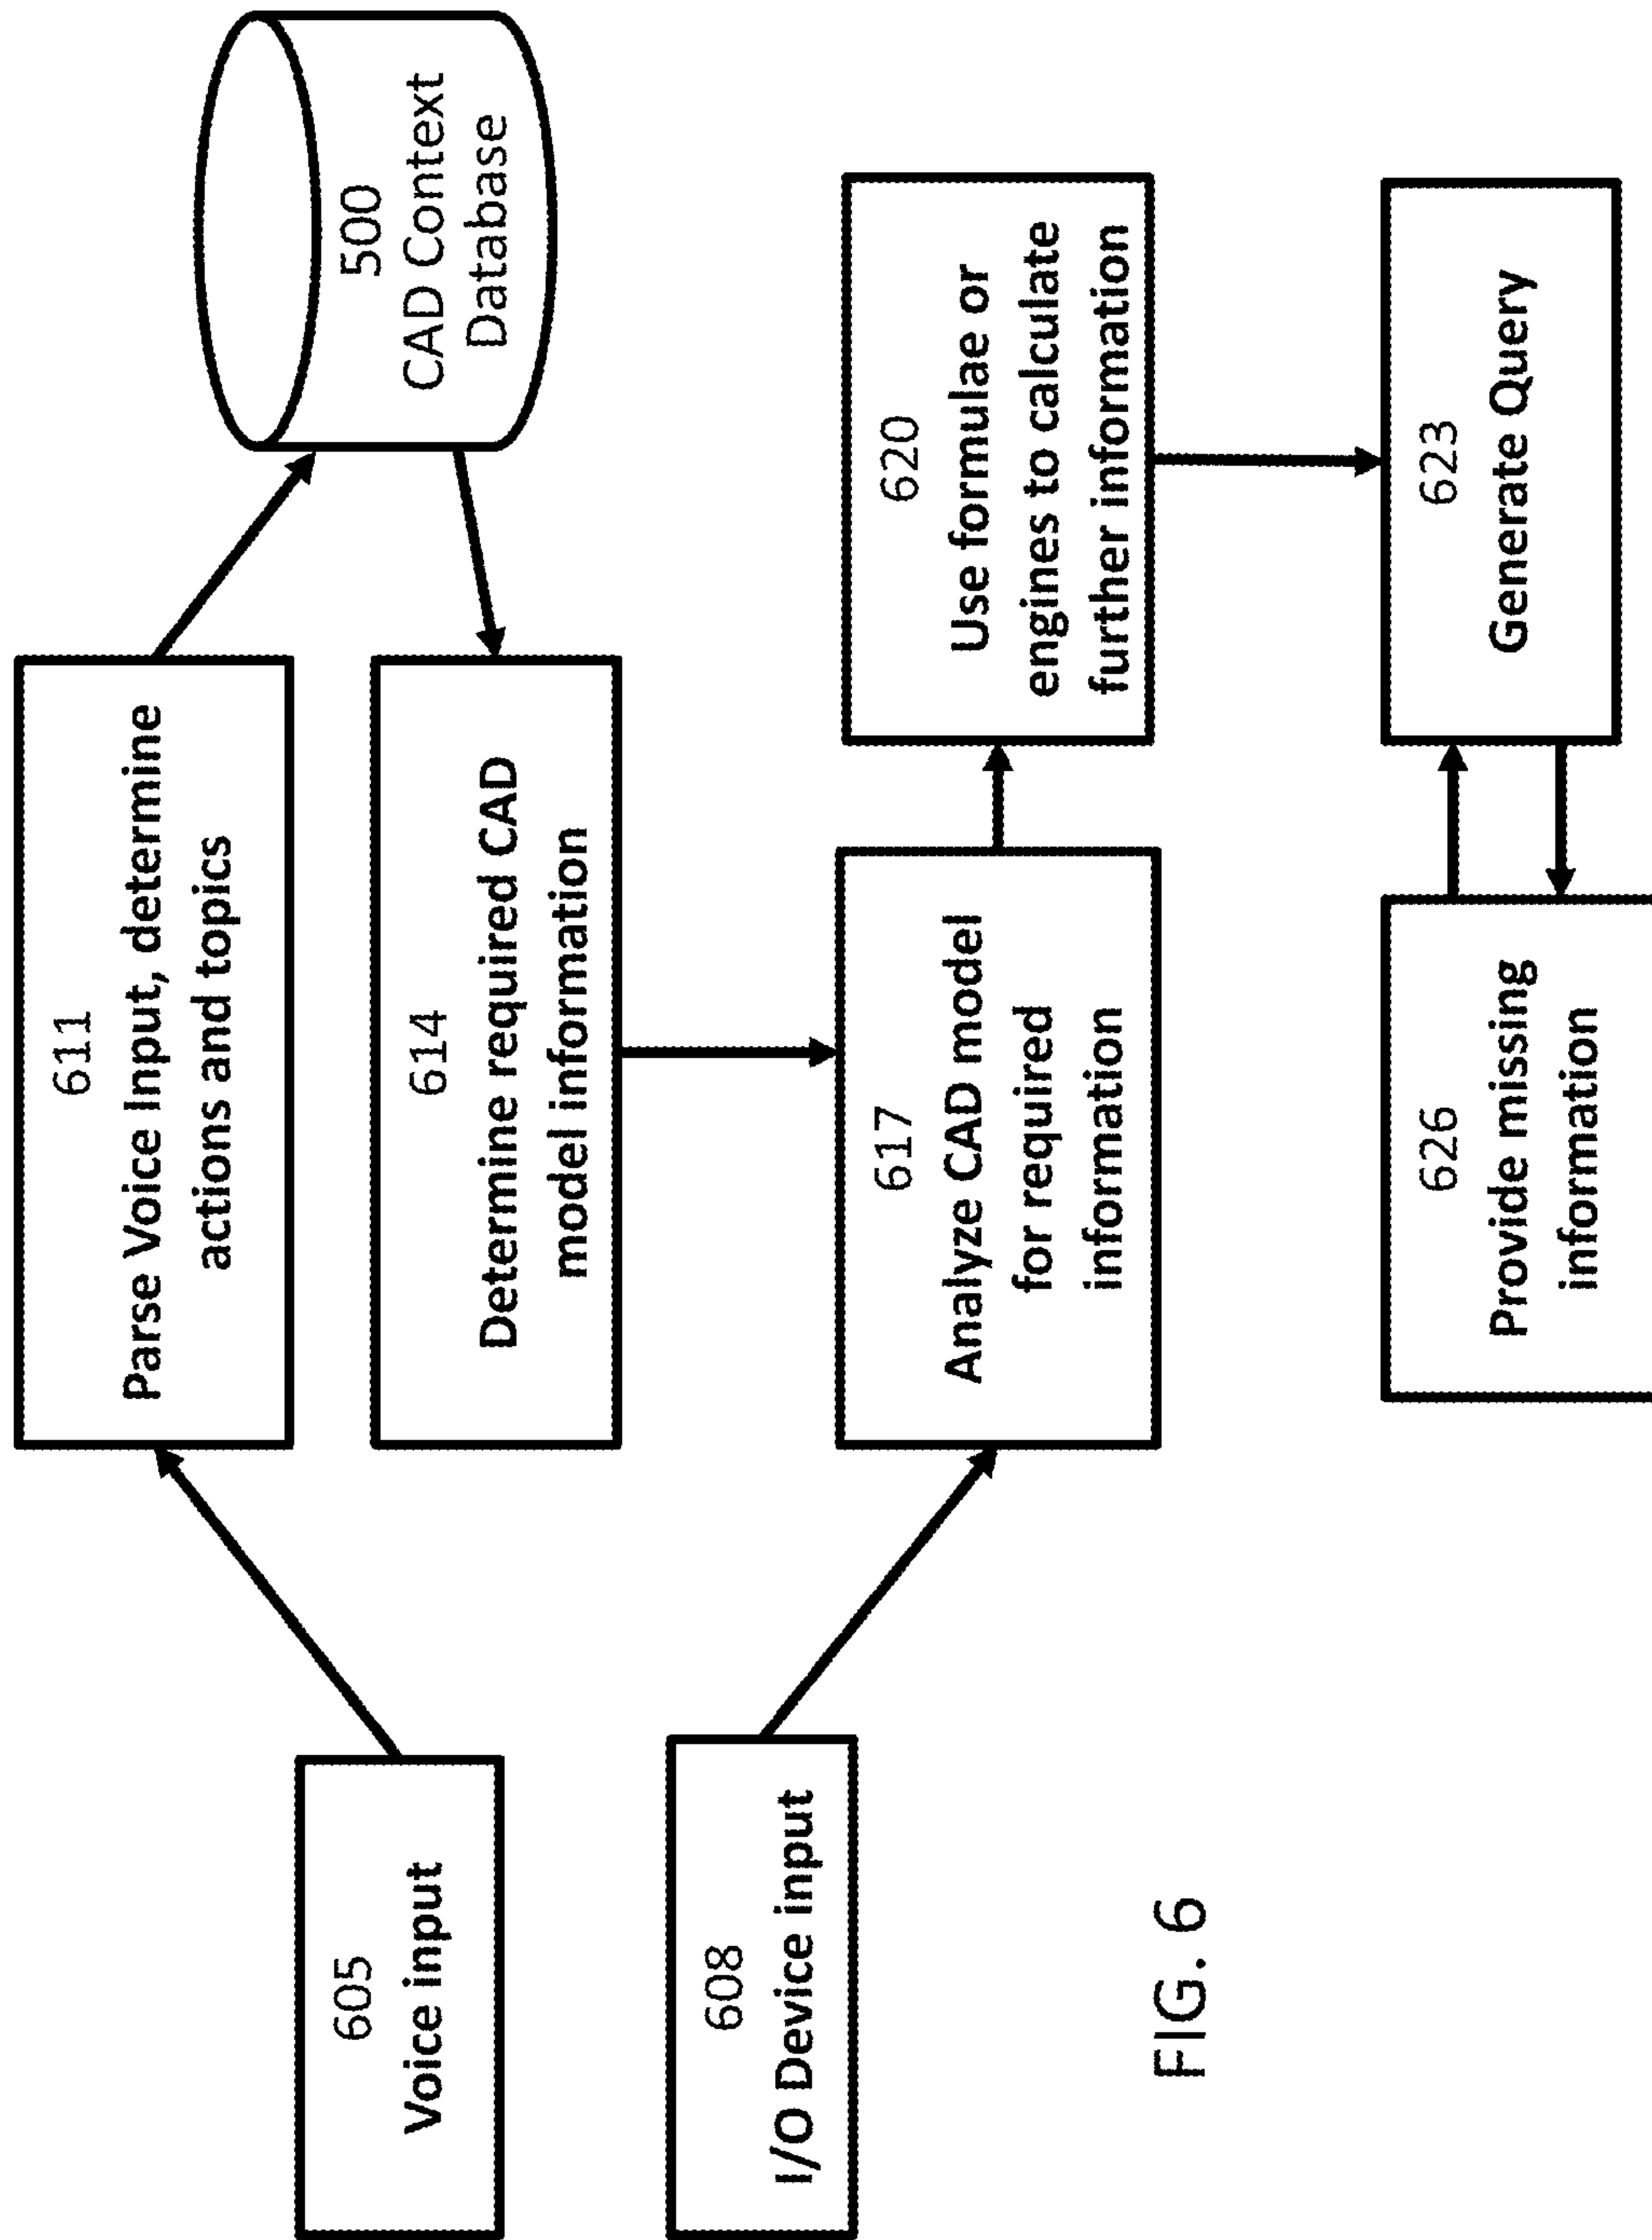 605
Voice input
608
I/O Device input
611
Parse Voice Input, determine
actions and topics
614
Determine required CAD
model information
500
CAD Context
Database
617
Analyze CAD model
for required
information
620
Use formulae or
engines to calculate
further information
626
Provide missing
information
623
Generate Query
FIG. 6